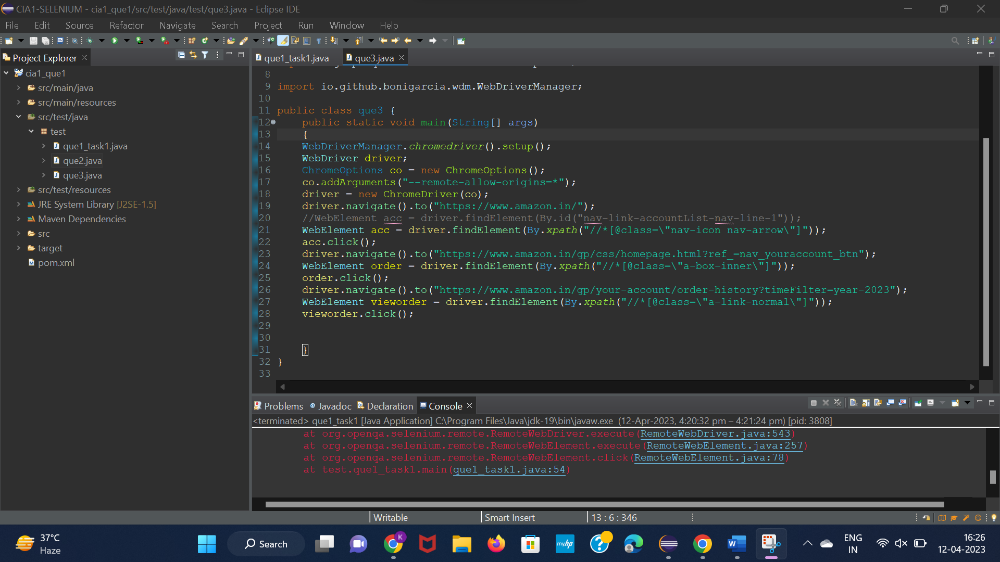 CIA1-SELENIUM - cia1_que1/src/test/java/test/que3.java - Eclipse IDE
File Edit Source Refactor Navigate Search Project Run Window Help
Project Explorer
que1_task1.java
que3.java
cia1_que1
src/main/java
src/main/resources
src/test/java
test
que1_task1.java
que2.java
que3.java
src/test/resources
JRE System Library [J2SE-1.5]
Maven Dependencies
src
target
pom.xml
8
9 import io.github.bonigarcia.wdm.WebDriverManager;
10
11 public class que3 {
12 public static void main(String[] args)
13 {
14 WebDriverManager.chromedriver().setup();
15 WebDriver driver;
16 ChromeOptions co = new ChromeOptions();
17 co.addArguments("--remote-allow-origins=*");
18 driver = new ChromeDriver(co);
19 driver.navigate().to("https://www.amazon.in/");
20 //WebElement acc = driver.findElement(By.id("nav-link-accountList-nav-line-1"));
21 WebElement acc = driver.findElement(By.xpath("//*[@class=\"nav-icon nav-arrow\"]"));
22 acc.click();
23 driver.navigate().to("https://www.amazon.in/gp/css/homepage.html?ref_=nav_youraccount_btn");
24 WebElement order = driver.findElement(By.xpath("//*[@class=\"a-box-inner\"]"));
25 order.click();
26 driver.navigate().to("https://www.amazon.in/gp/your-account/order-history?timeFilter=year-2023");
27 WebElement vieworder = driver.findElement(By.xpath("//*[@class=\"a-link-normal\"]"));
28 vieworder.click();
29
30
31 }
32 }
33
Problems Javadoc Declaration Console
<terminated> que1_task1 [Java Application] C:\Program Files\Java\jdk-19\bin\javaw.exe (12-Apr-2023, 4:20:32 pm – 4:21:24 pm) [pid: 3808]
at org.openqa.selenium.remote.RemoteWebDriver.execute(RemoteWebDriver.java:543)
at org.openqa.selenium.remote.RemoteWebElement.execute(RemoteWebElement.java:257)
at org.openqa.selenium.remote.RemoteWebElement.click(RemoteWebElement.java:78)
at test.que1_task1.main(que1_task1.java:54)
Writable Smart Insert 13 : 6 : 346
37°C
Haze
Search
K
myhp
W
ENG
IN
16:26
12-04-2023